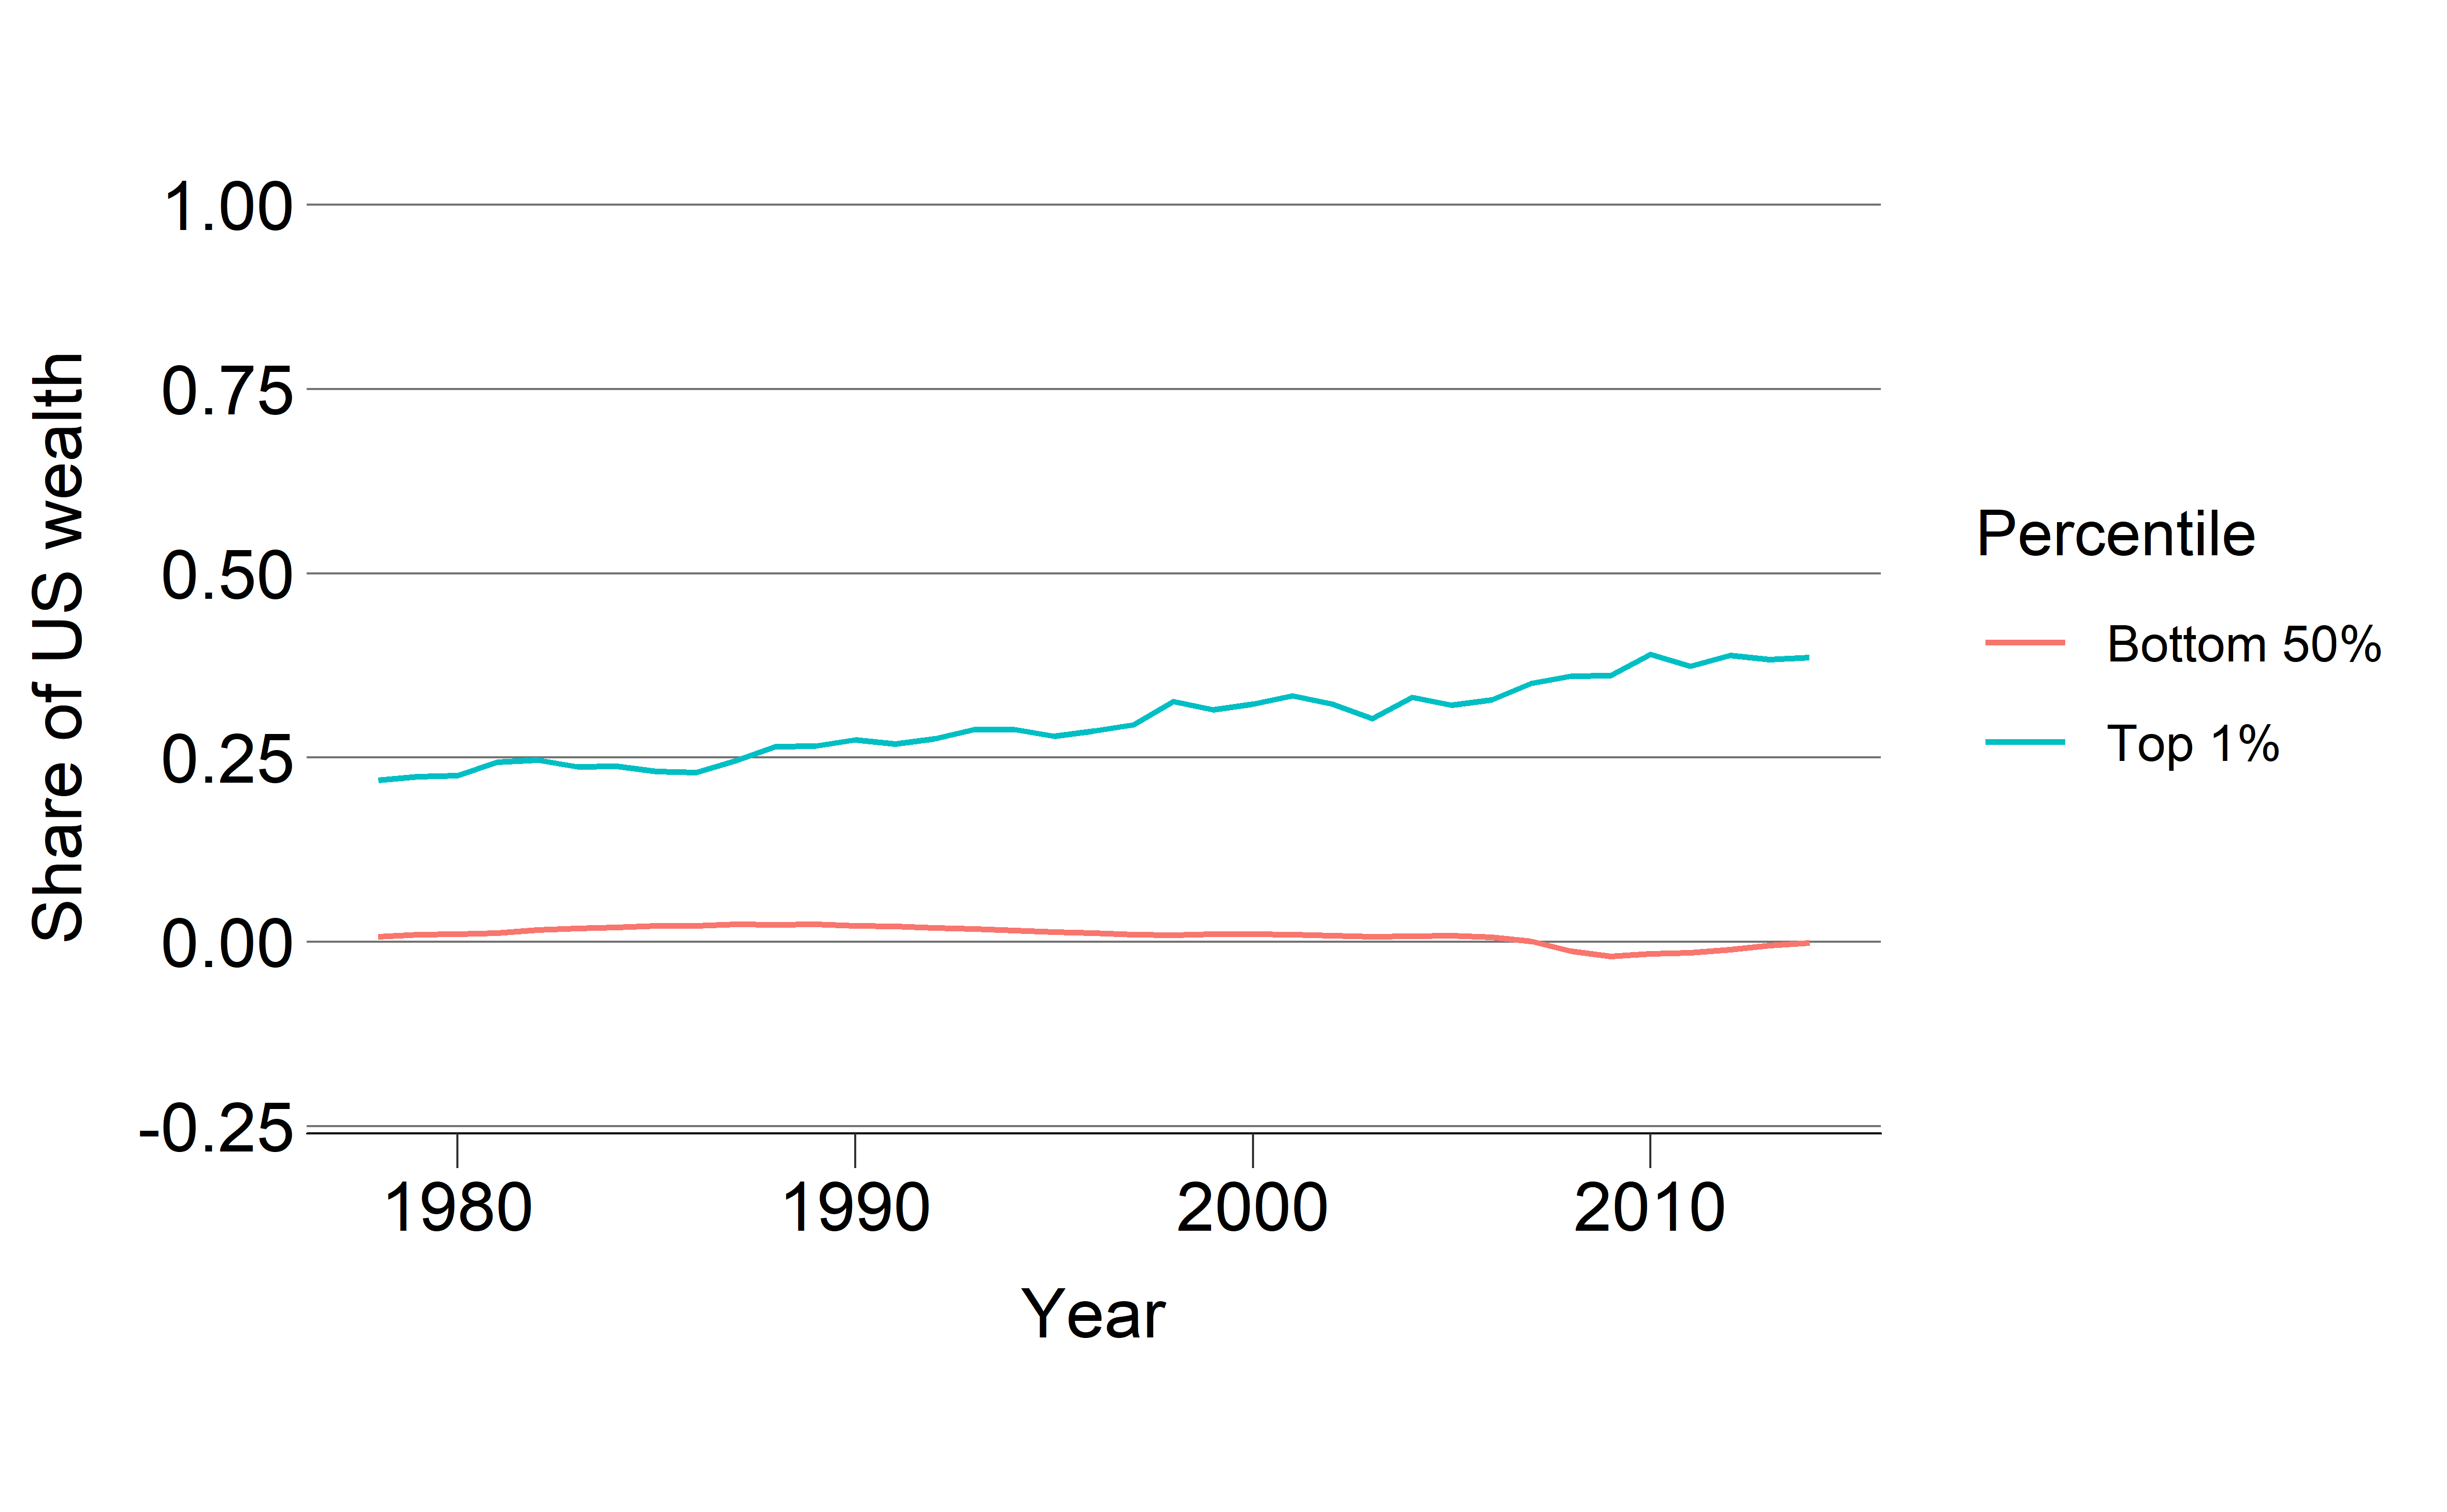 1.00
0.75
0.50
0.25
0.00
-0.25
Share of US wealth
1980 1990 2000 2010
Year
Percentile
Bottom 50%
Top 1%